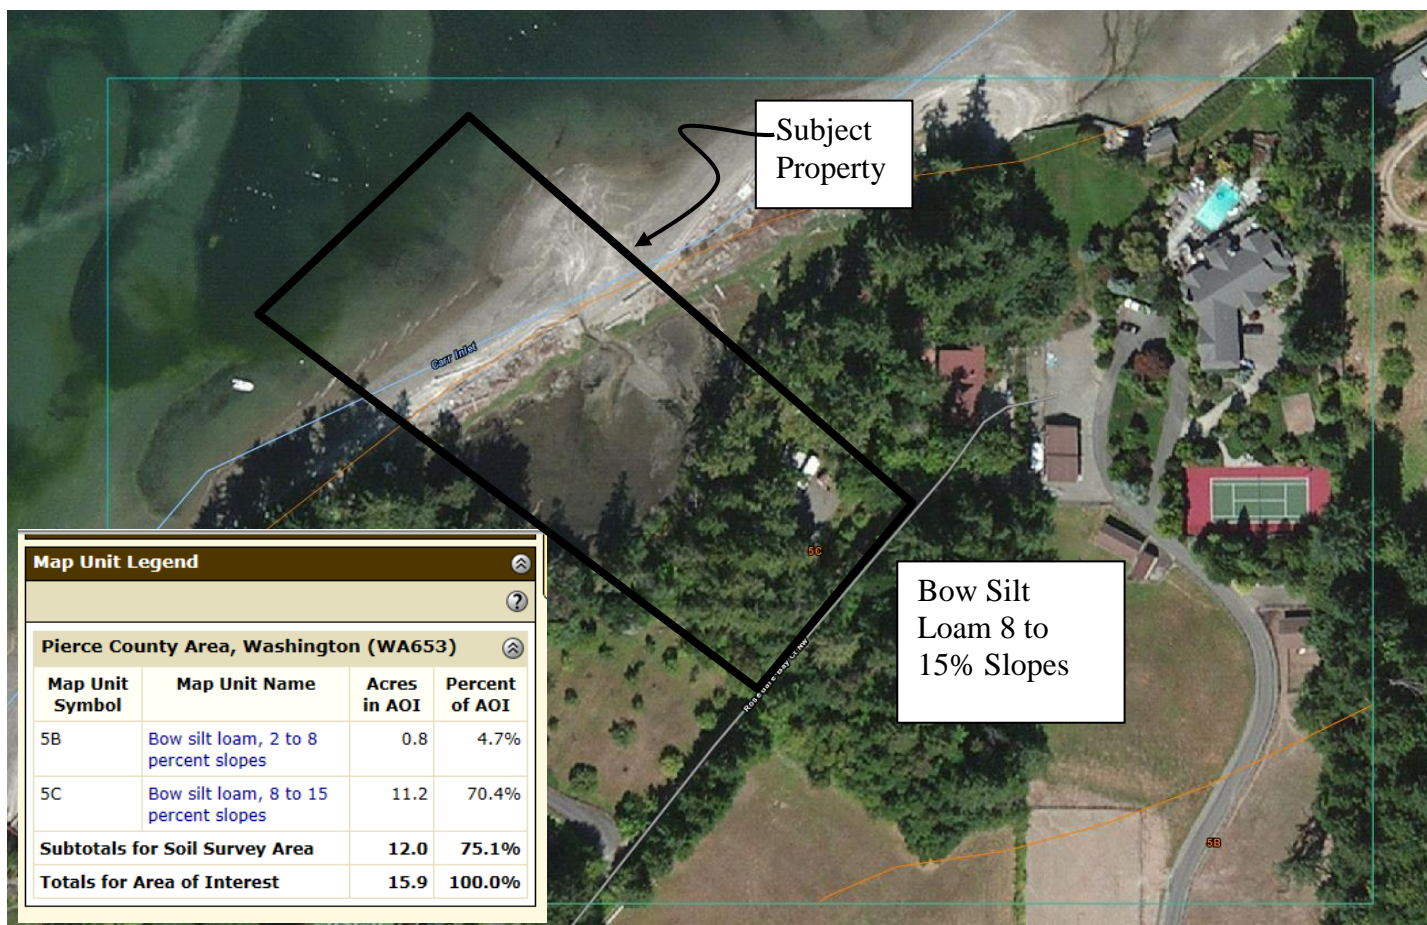 Subject
Property
Carr Inlet
5C
Bow Silt
Loam 8 to
15% Slopes
5B
Map Unit Legend
?
Pierce County Area, Washington (WA653)
Map Unit Symbol Map Unit Name Acres in AOI Percent of AOI
5B Bow silt loam, 2 to 8 percent slopes 0.8 4.7%
5C Bow silt loam, 8 to 15 percent slopes 11.2 70.4%
Subtotals for Soil Survey Area 12.0 75.1%
Totals for Area of Interest 15.9 100.0%